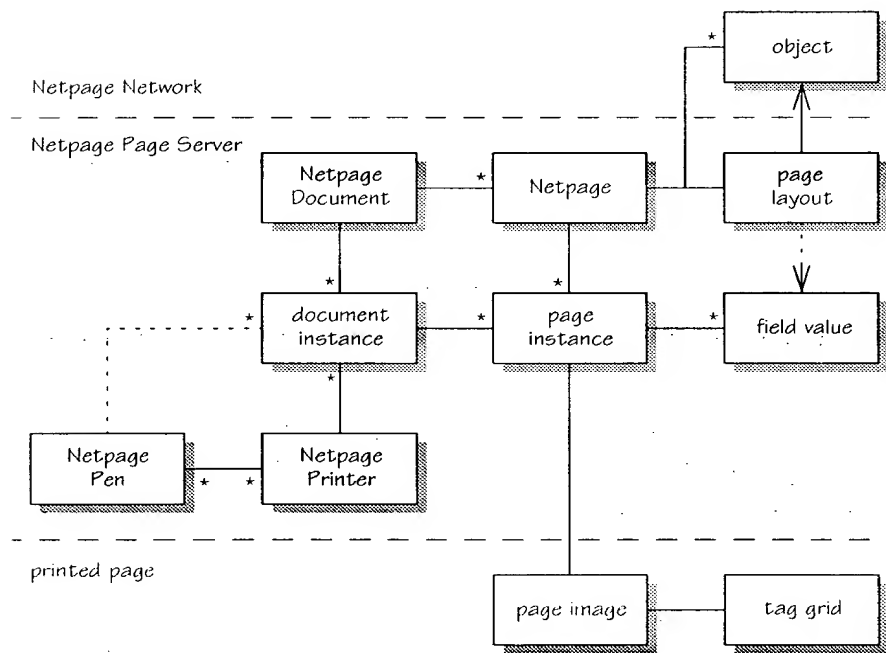 *
object
Netpage Network
Netpage Page Server
Netpage
Document
*
Netpage
page
layout
*
*
*
document
instance
*
page
instance
*
field value
*
Netpage
Pen
*
*
Netpage
Printer
printed page
page image
tag grid